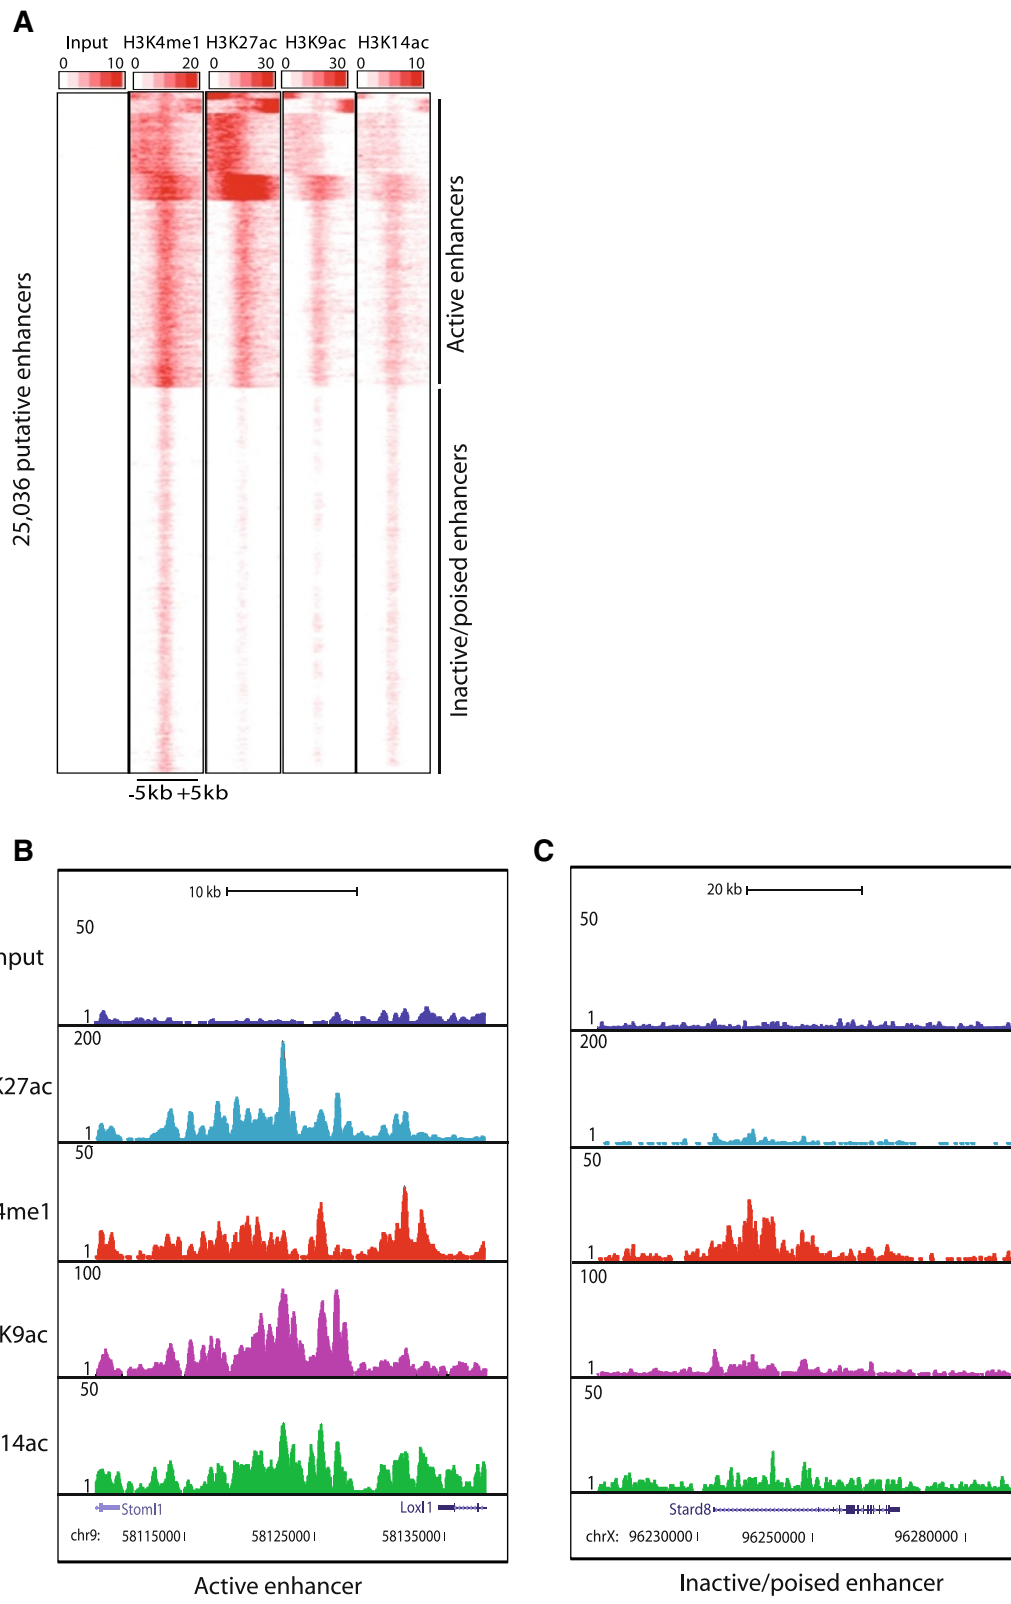 A
Input H3K4me1 H3K27ac H3K9ac H3K14ac
0 10 0 20 0 30 0 30 0 10
25,036 putative enhancers
Active enhancers
Inactive/poised enhancers
-5kb +5kb
B
10 kb
50
nput
1
200
K27ac
1
50
4me1
1
100
K9ac
1
50
14ac
1
Stoml1 Loxl1
chr9: 58115000 58125000 58135000
Active enhancer
C
20 kb
50
1
200
1
50
1
100
1
50
1
Stard8
chrX: 96230000 96250000 96280000
Inactive/poised enhancer